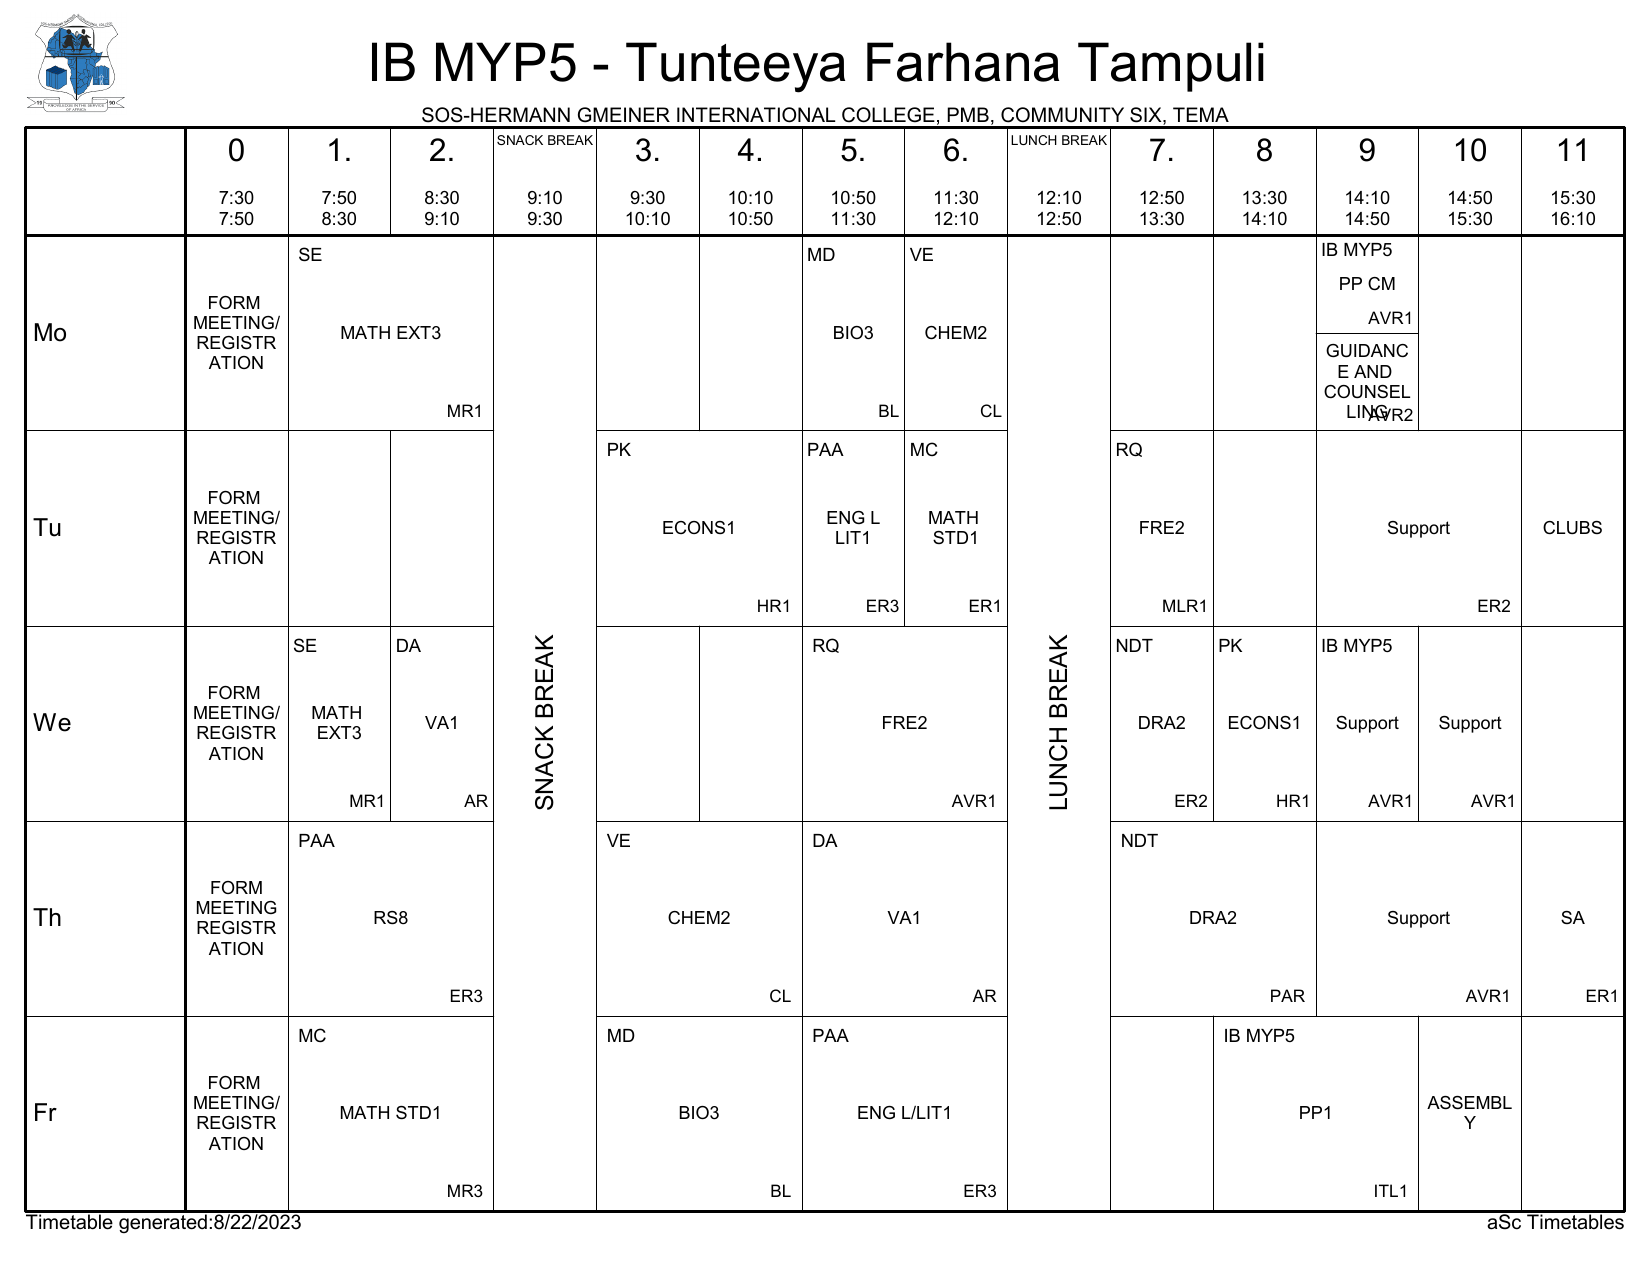 IB MYP5 - Tunteeya Farhana Tampuli
SOS-HERMANN GMEINER INTERNATIONAL COLLEGE, PMB, COMMUNITY SIX, TEMA
0 1. 2. SNACK BREAK 3. 4. 5. 6. LUNCH BREAK 7. 8 9 10 11
7:30 7:50 8:30 9:10 9:30 10:10 10:50 11:30 12:10 12:50 13:30 14:10 14:50 15:30
7:50 8:30 9:10 9:30 10:10 10:50 11:30 12:10 12:50 13:30 14:10 14:50 15:30 16:10
Mo
FORM
MEETING/
REGISTR
ATION
SE
MATH EXT3
MR1
MD
BIO3
BL
VE
CHEM2
CL
IB MYP5
PP CM
AVR1
GUIDANC
E AND
COUNSEL
LING
AVR2
Tu
FORM
MEETING/
REGISTR
ATION
PK
ECONS1
HR1
PAA
ENG L
LIT1
ER3
MC
MATH
STD1
ER1
RQ
FRE2
MLR1
Support
ER2
CLUBS
We
FORM
MEETING/
REGISTR
ATION
SE
MATH
EXT3
MR1
DA
VA1
AR
SNACK BREAK
RQ
FRE2
AVR1
LUNCH BREAK
NDT
DRA2
ER2
PK
ECONS1
HR1
IB MYP5
Support
AVR1
Support
AVR1
Th
FORM
MEETING
REGISTR
ATION
PAA
RS8
ER3
VE
CHEM2
CL
DA
VA1
AR
NDT
DRA2
PAR
Support
AVR1
SA
ER1
Fr
FORM
MEETING/
REGISTR
ATION
MC
MATH STD1
MR3
MD
BIO3
BL
PAA
ENG L/LIT1
ER3
IB MYP5
PP1
ITL1
ASSEMBL
Y
Timetable generated:8/22/2023
aSc Timetables